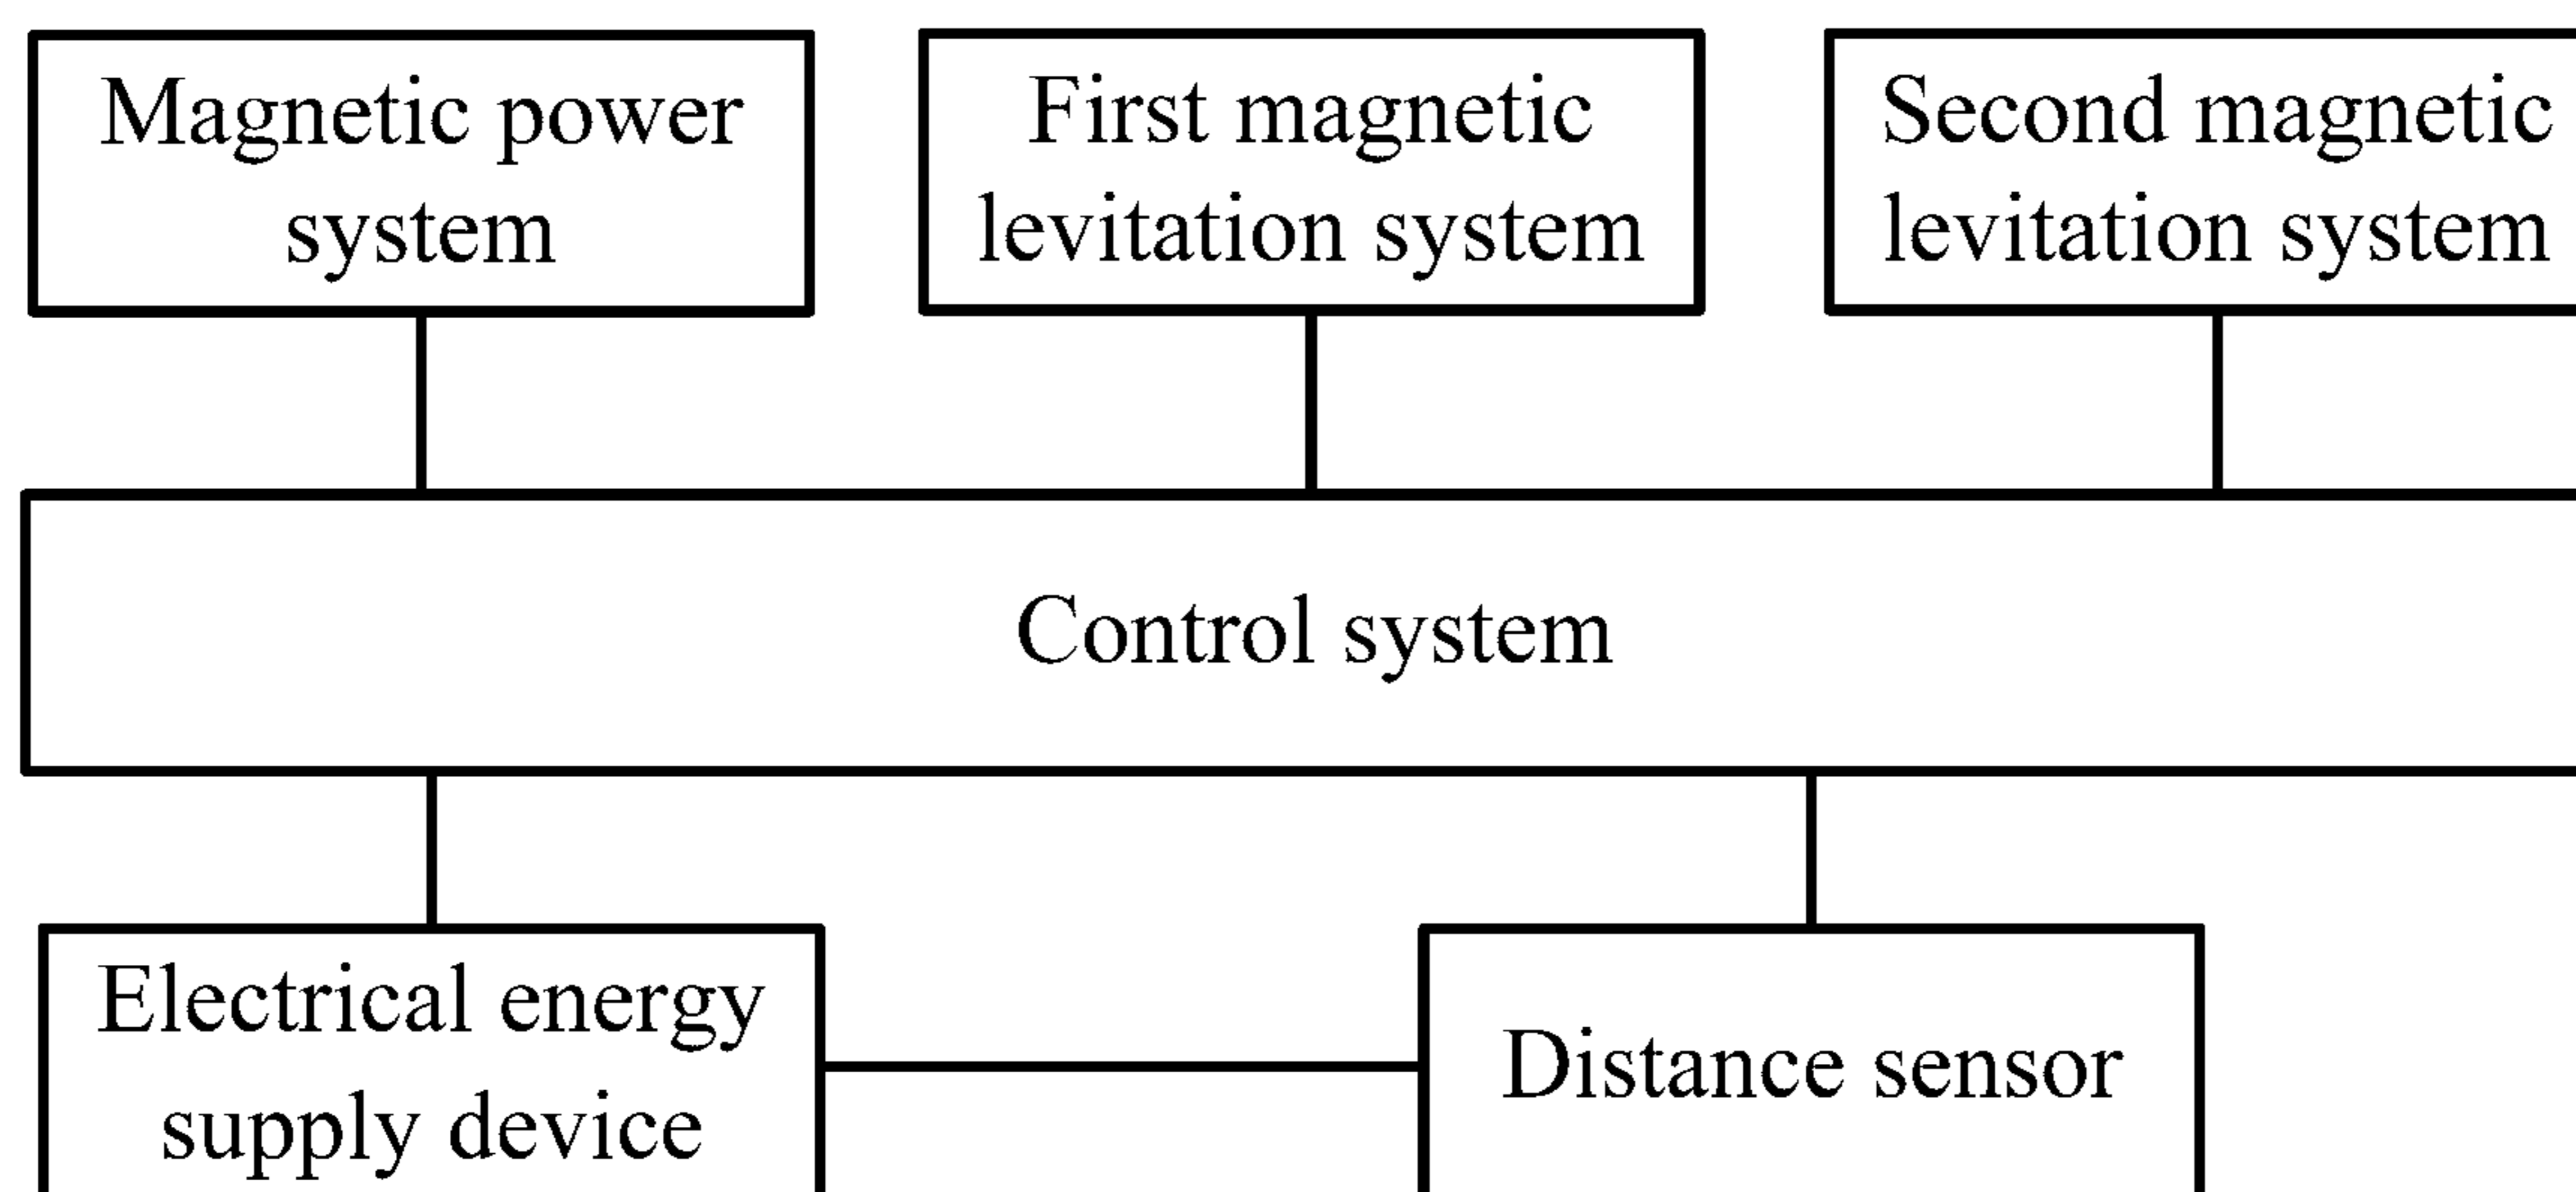 Magnetic power
system
First magnetic
levitation system
Second magnetic
levitation system
Control system
Electrical energy
supply device
Distance sensor